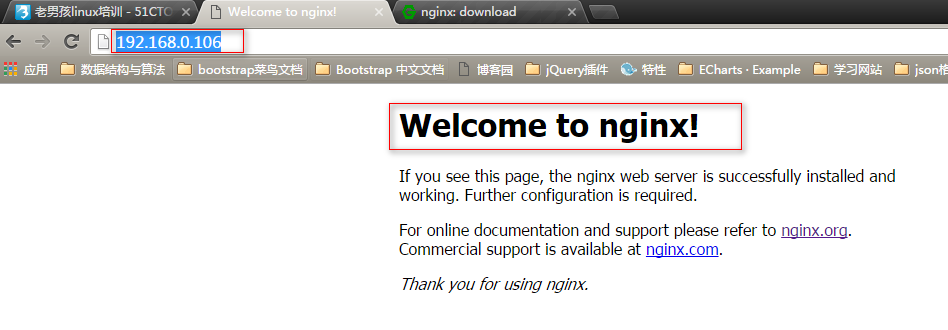 老男孩linux培训 - 51CTO
Welcome to nginx!
nginx: download
192.168.0.106
应用 数据结构与算法 bootstrap菜鸟文档 Bootstrap 中文文档 博客园 jQuery插件 特性 ECharts · Example 学习网站 json格
Welcome to nginx!
If you see this page, the nginx web server is successfully installed and
working. Further configuration is required.
For online documentation and support please refer to nginx.org.
Commercial support is available at nginx.com.
Thank you for using nginx.